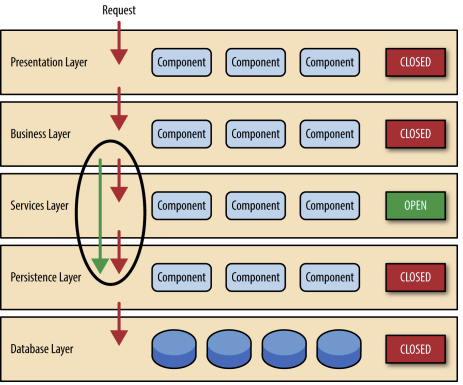 Request
Presentation Layer Component Component Component CLOSED
Business Layer Component Component Component CLOSED
Services Layer Component Component Component OPEN
Persistence Layer Component Component Component CLOSED
Database Layer CLOSED